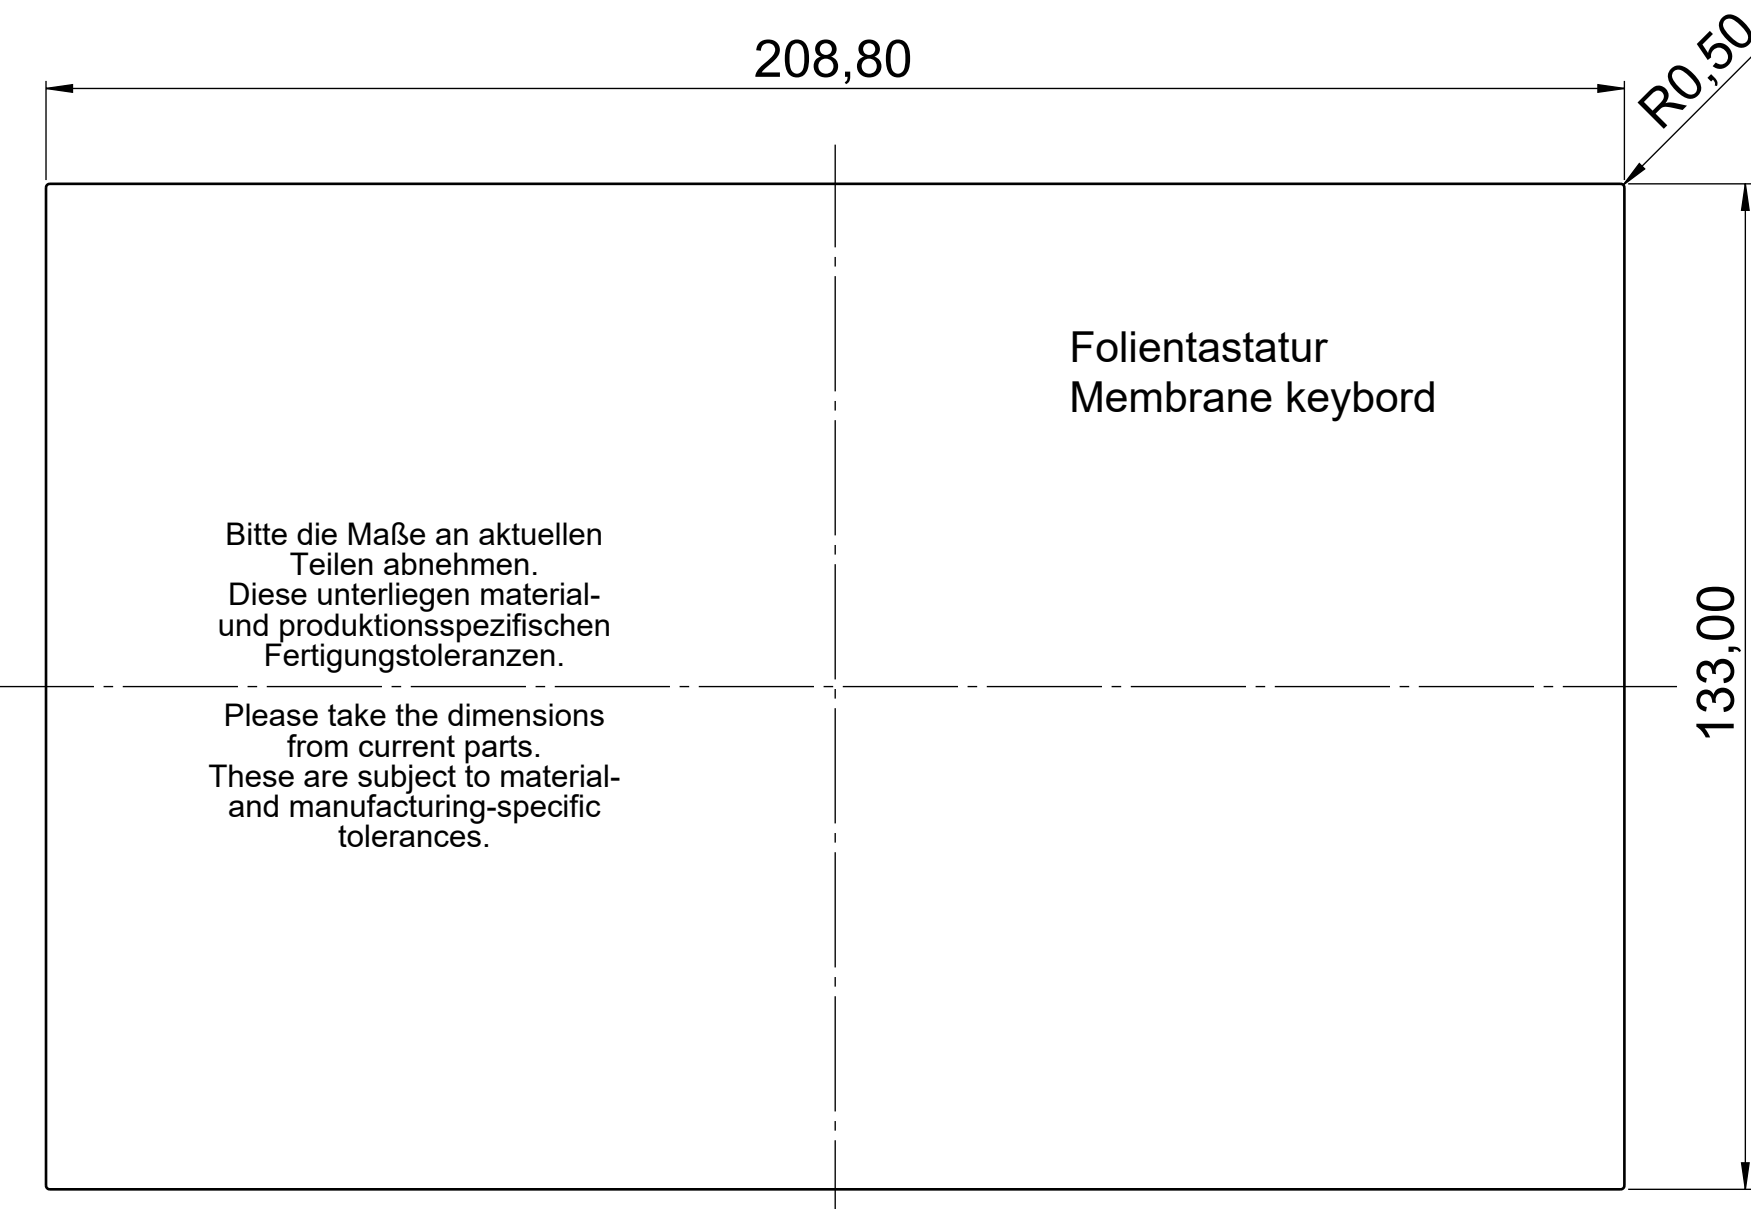 208,80
R0,50
Folientastatur
Membrane keybord
Bitte die Maße an aktuellen
Teilen abnehmen.
Diese unterliegen material-
und produktionsspezifischen
Fertigungstoleranzen.
133,00
Please take the dimensions
from current parts.
These are subject to material-
and manufacturing-specific
tolerances.